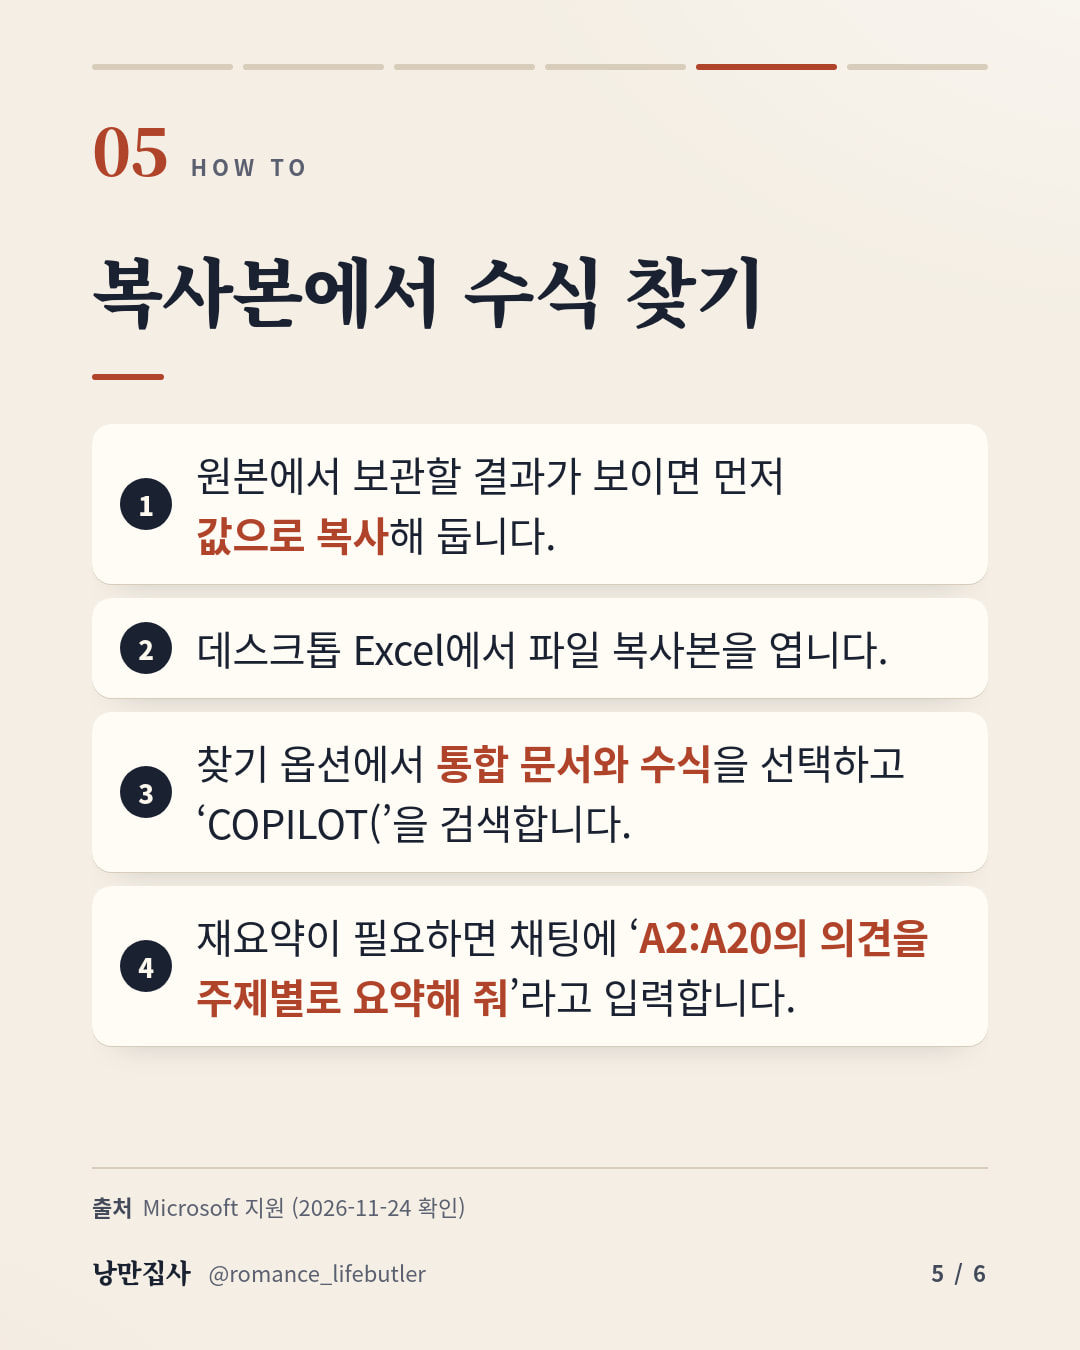 05 HOW TO
복사본에서 수식 찾기
1 원본에서 보관할 결과가 보이면 먼저
값으로 복사해 둡니다.
2 데스크톱 Excel에서 파일 복사본을 엽니다.
3 찾기 옵션에서 통합 문서와 수식을 선택하고
‘COPILOT(’을 검색합니다.
4 재요약이 필요하면 채팅에 ‘A2:A20의 의견을
주제별로 요약해 줘’라고 입력합니다.
출처 Microsoft 지원 (2026-11-24 확인)
낭만집사 @romance_lifebutler
5 / 6